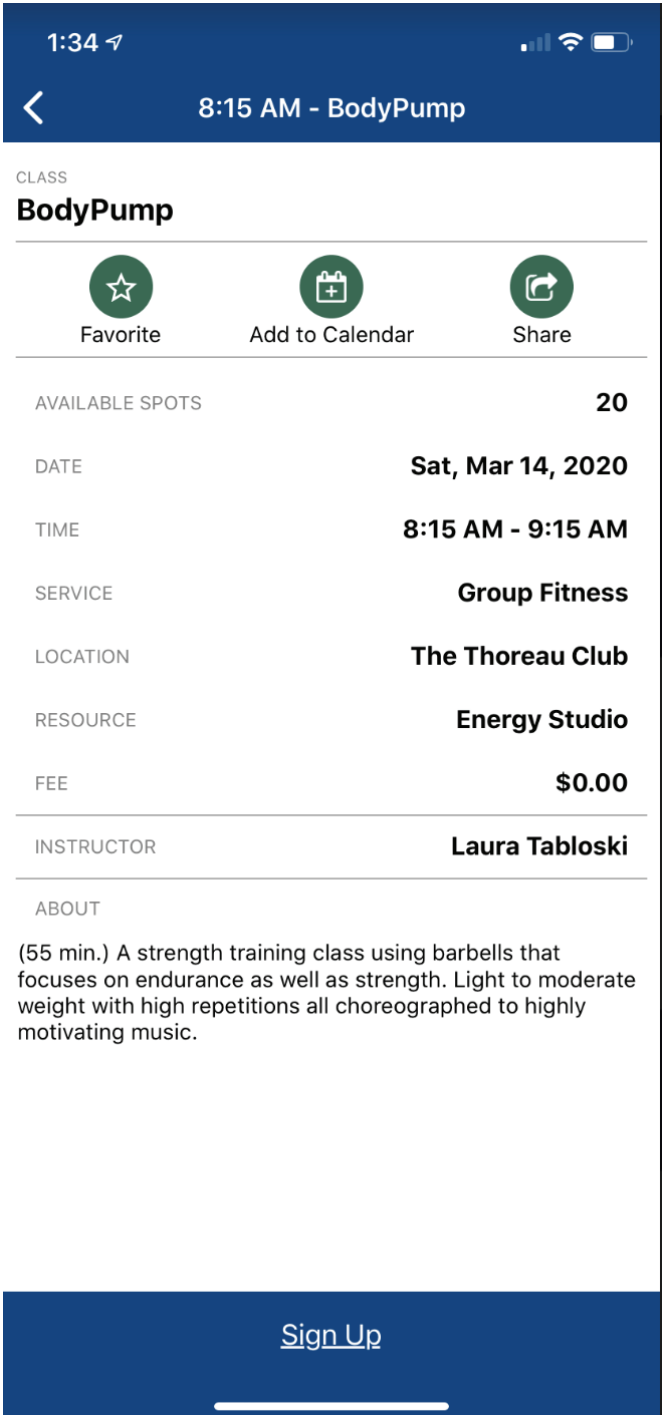 1:34
8:15 AM - BodyPump
CLASS
BodyPump
Favorite Add to Calendar Share
AVAILABLE SPOTS 20
DATE Sat, Mar 14, 2020
TIME 8:15 AM - 9:15 AM
SERVICE Group Fitness
LOCATION The Thoreau Club
RESOURCE Energy Studio
FEE $0.00
INSTRUCTOR Laura Tabloski
ABOUT
(55 min.) A strength training class using barbells that
focuses on endurance as well as strength. Light to moderate
weight with high repetitions all choreographed to highly
motivating music.
Sign Up